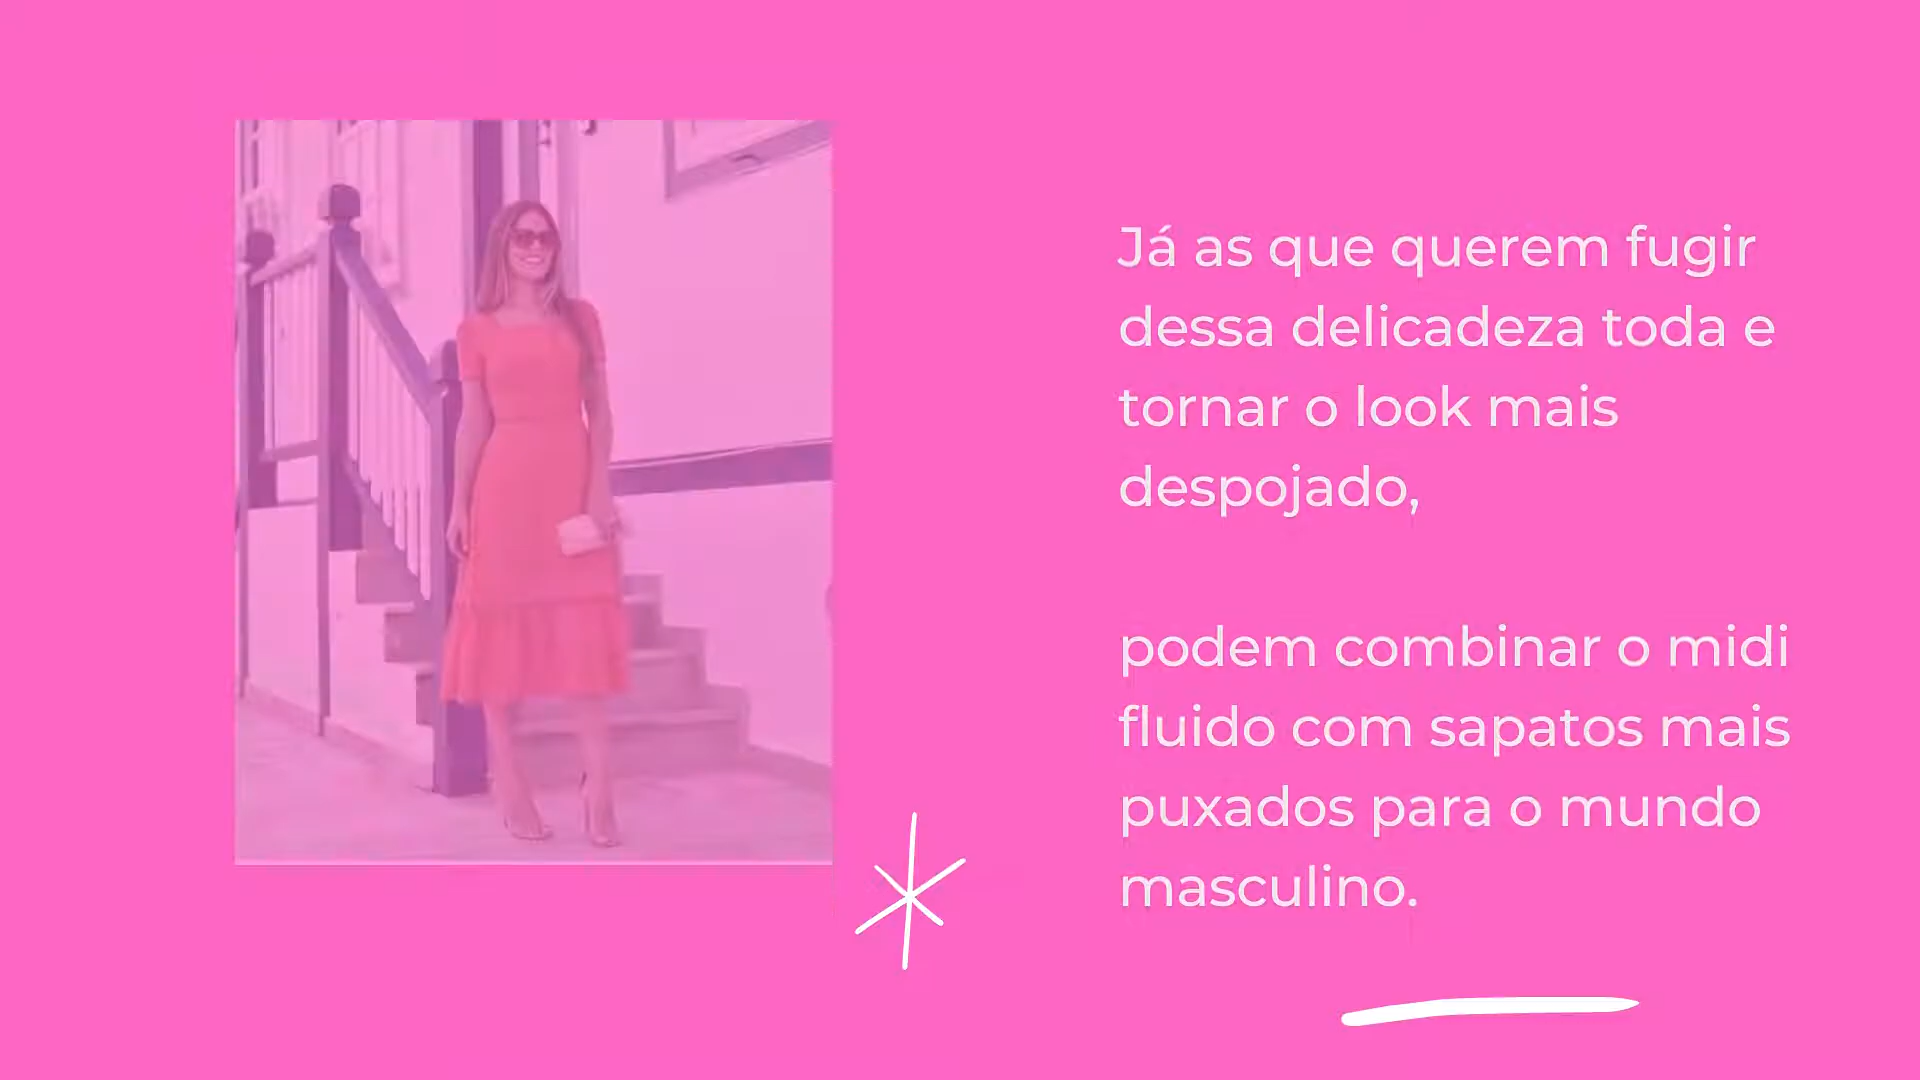 Já as que querem fugir
dessa delicadeza toda e
tornar o look mais
despojado,
podem combinar o midi
fluido com sapatos mais
puxados para o mundo
masculino.